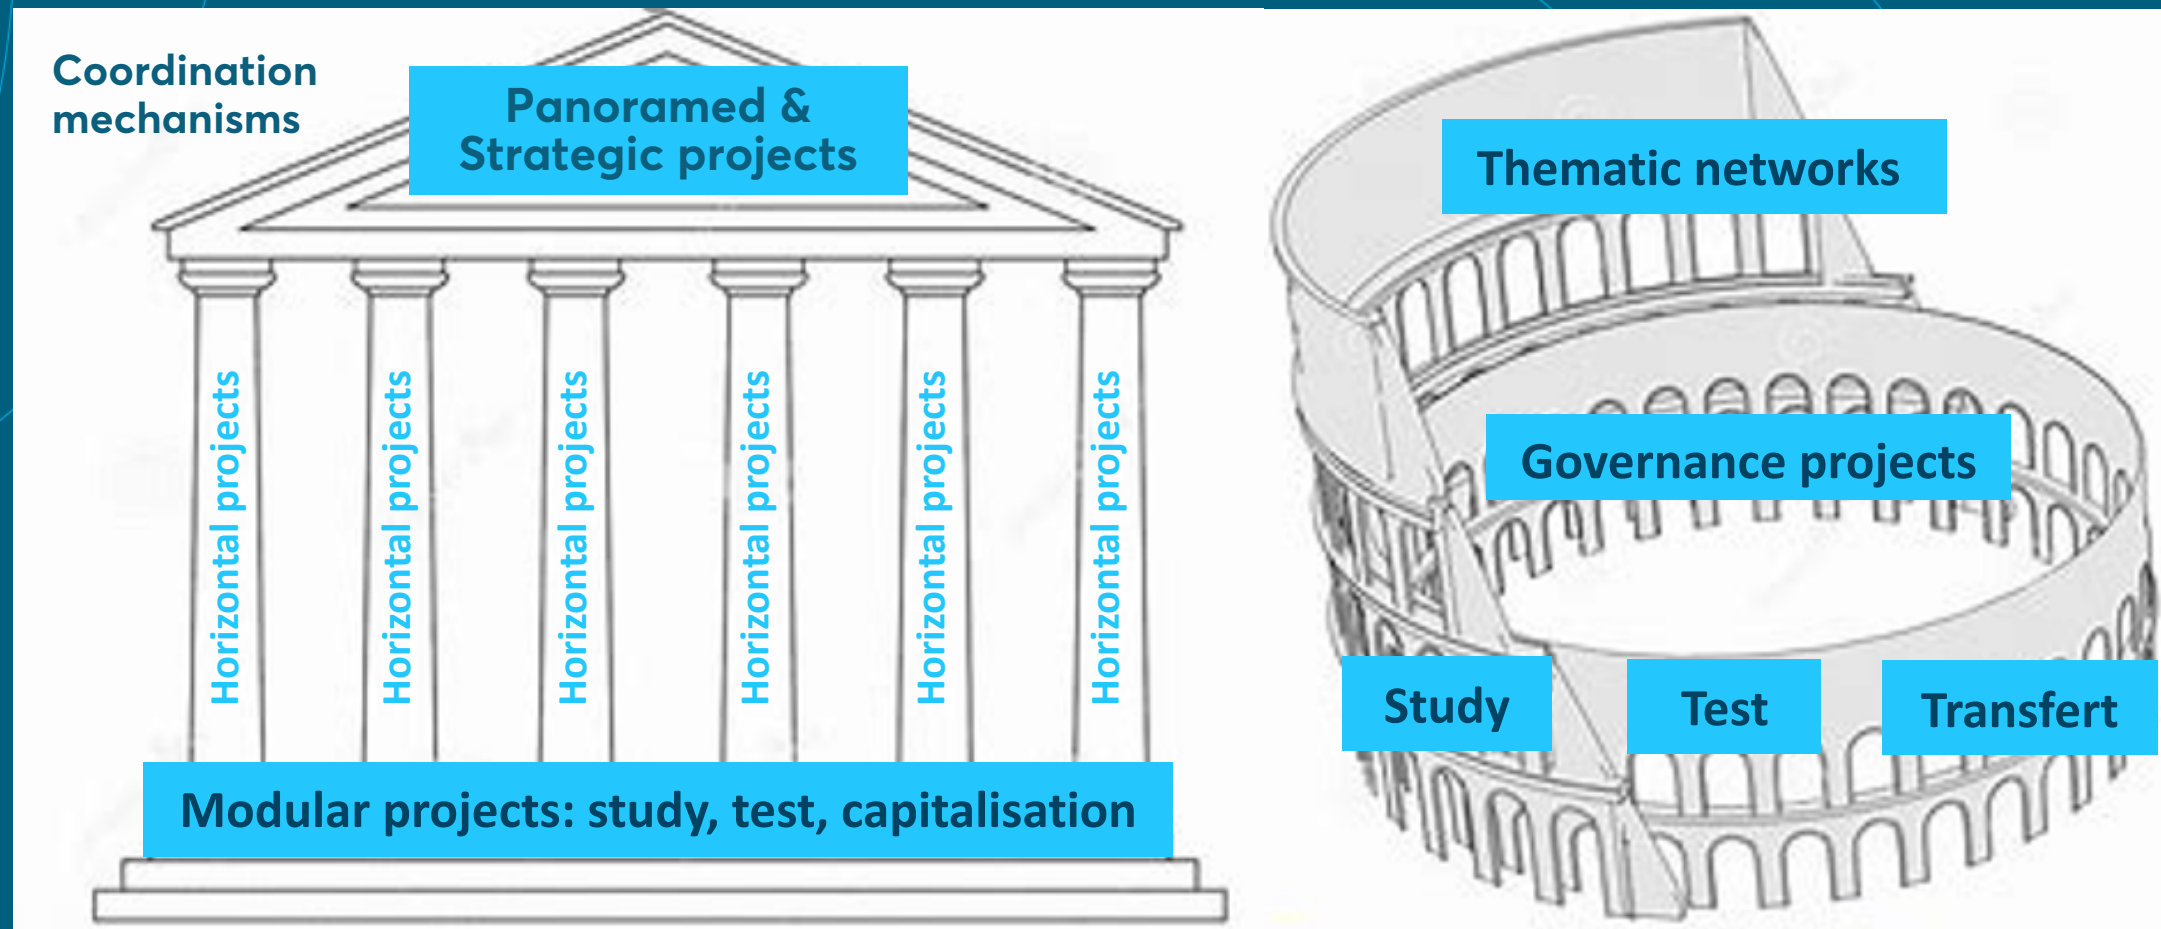 Coordination
mechanisms
Panoramed &
Strategic projects
Horizontal projects
Horizontal projects
Horizontal projects
Horizontal projects
Horizontal projects
Horizontal projects
Modular projects: study, test, capitalisation
Thematic networks
Governance projects
Study
Test
Transfert